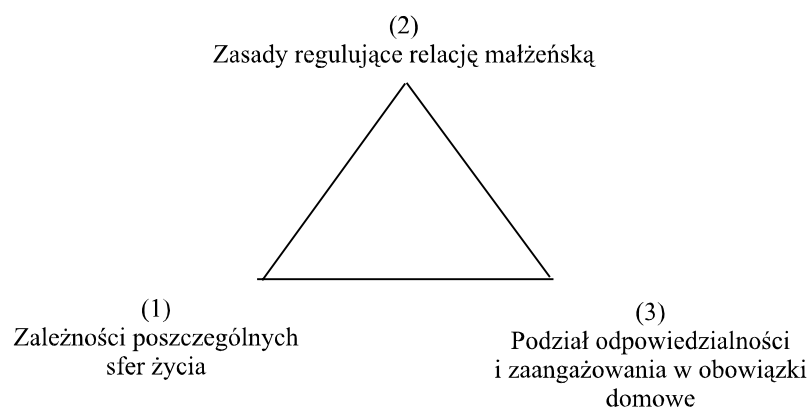 (2)
Zasady regulujące relację małżeńską
(1)
Zależności poszczególnych
sfer życia
(3)
Podział odpowiedzialności
i zaangażowania w obowiązki
domowe